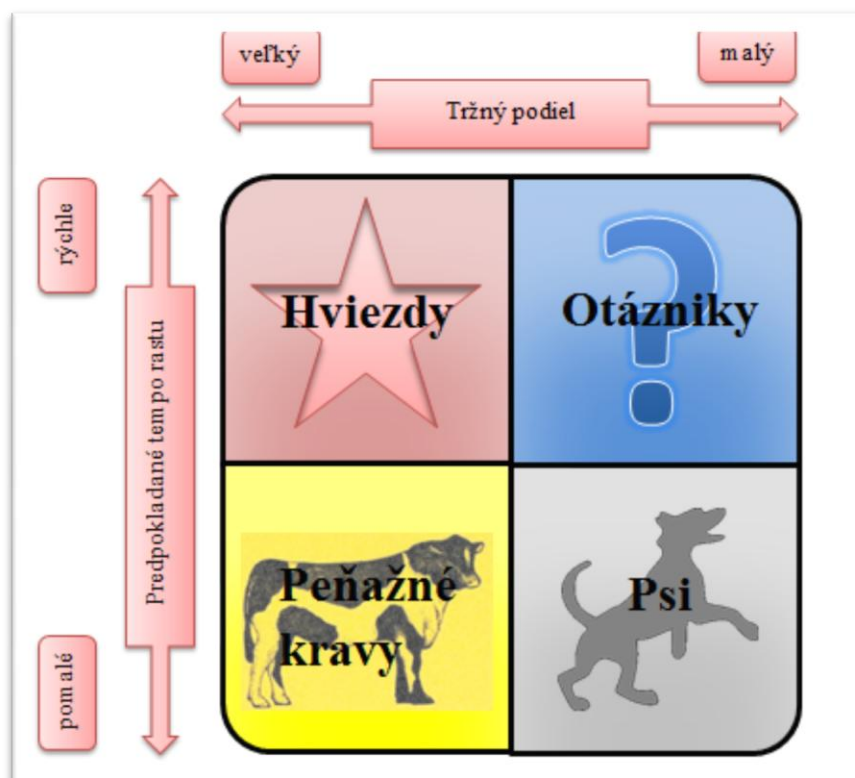 veľký
malý
Tržný podiel
rýchle
Predpokladané tempo rastu
pomalé
Hviezdy
Otázniky
Peňažné
kravy
Psi